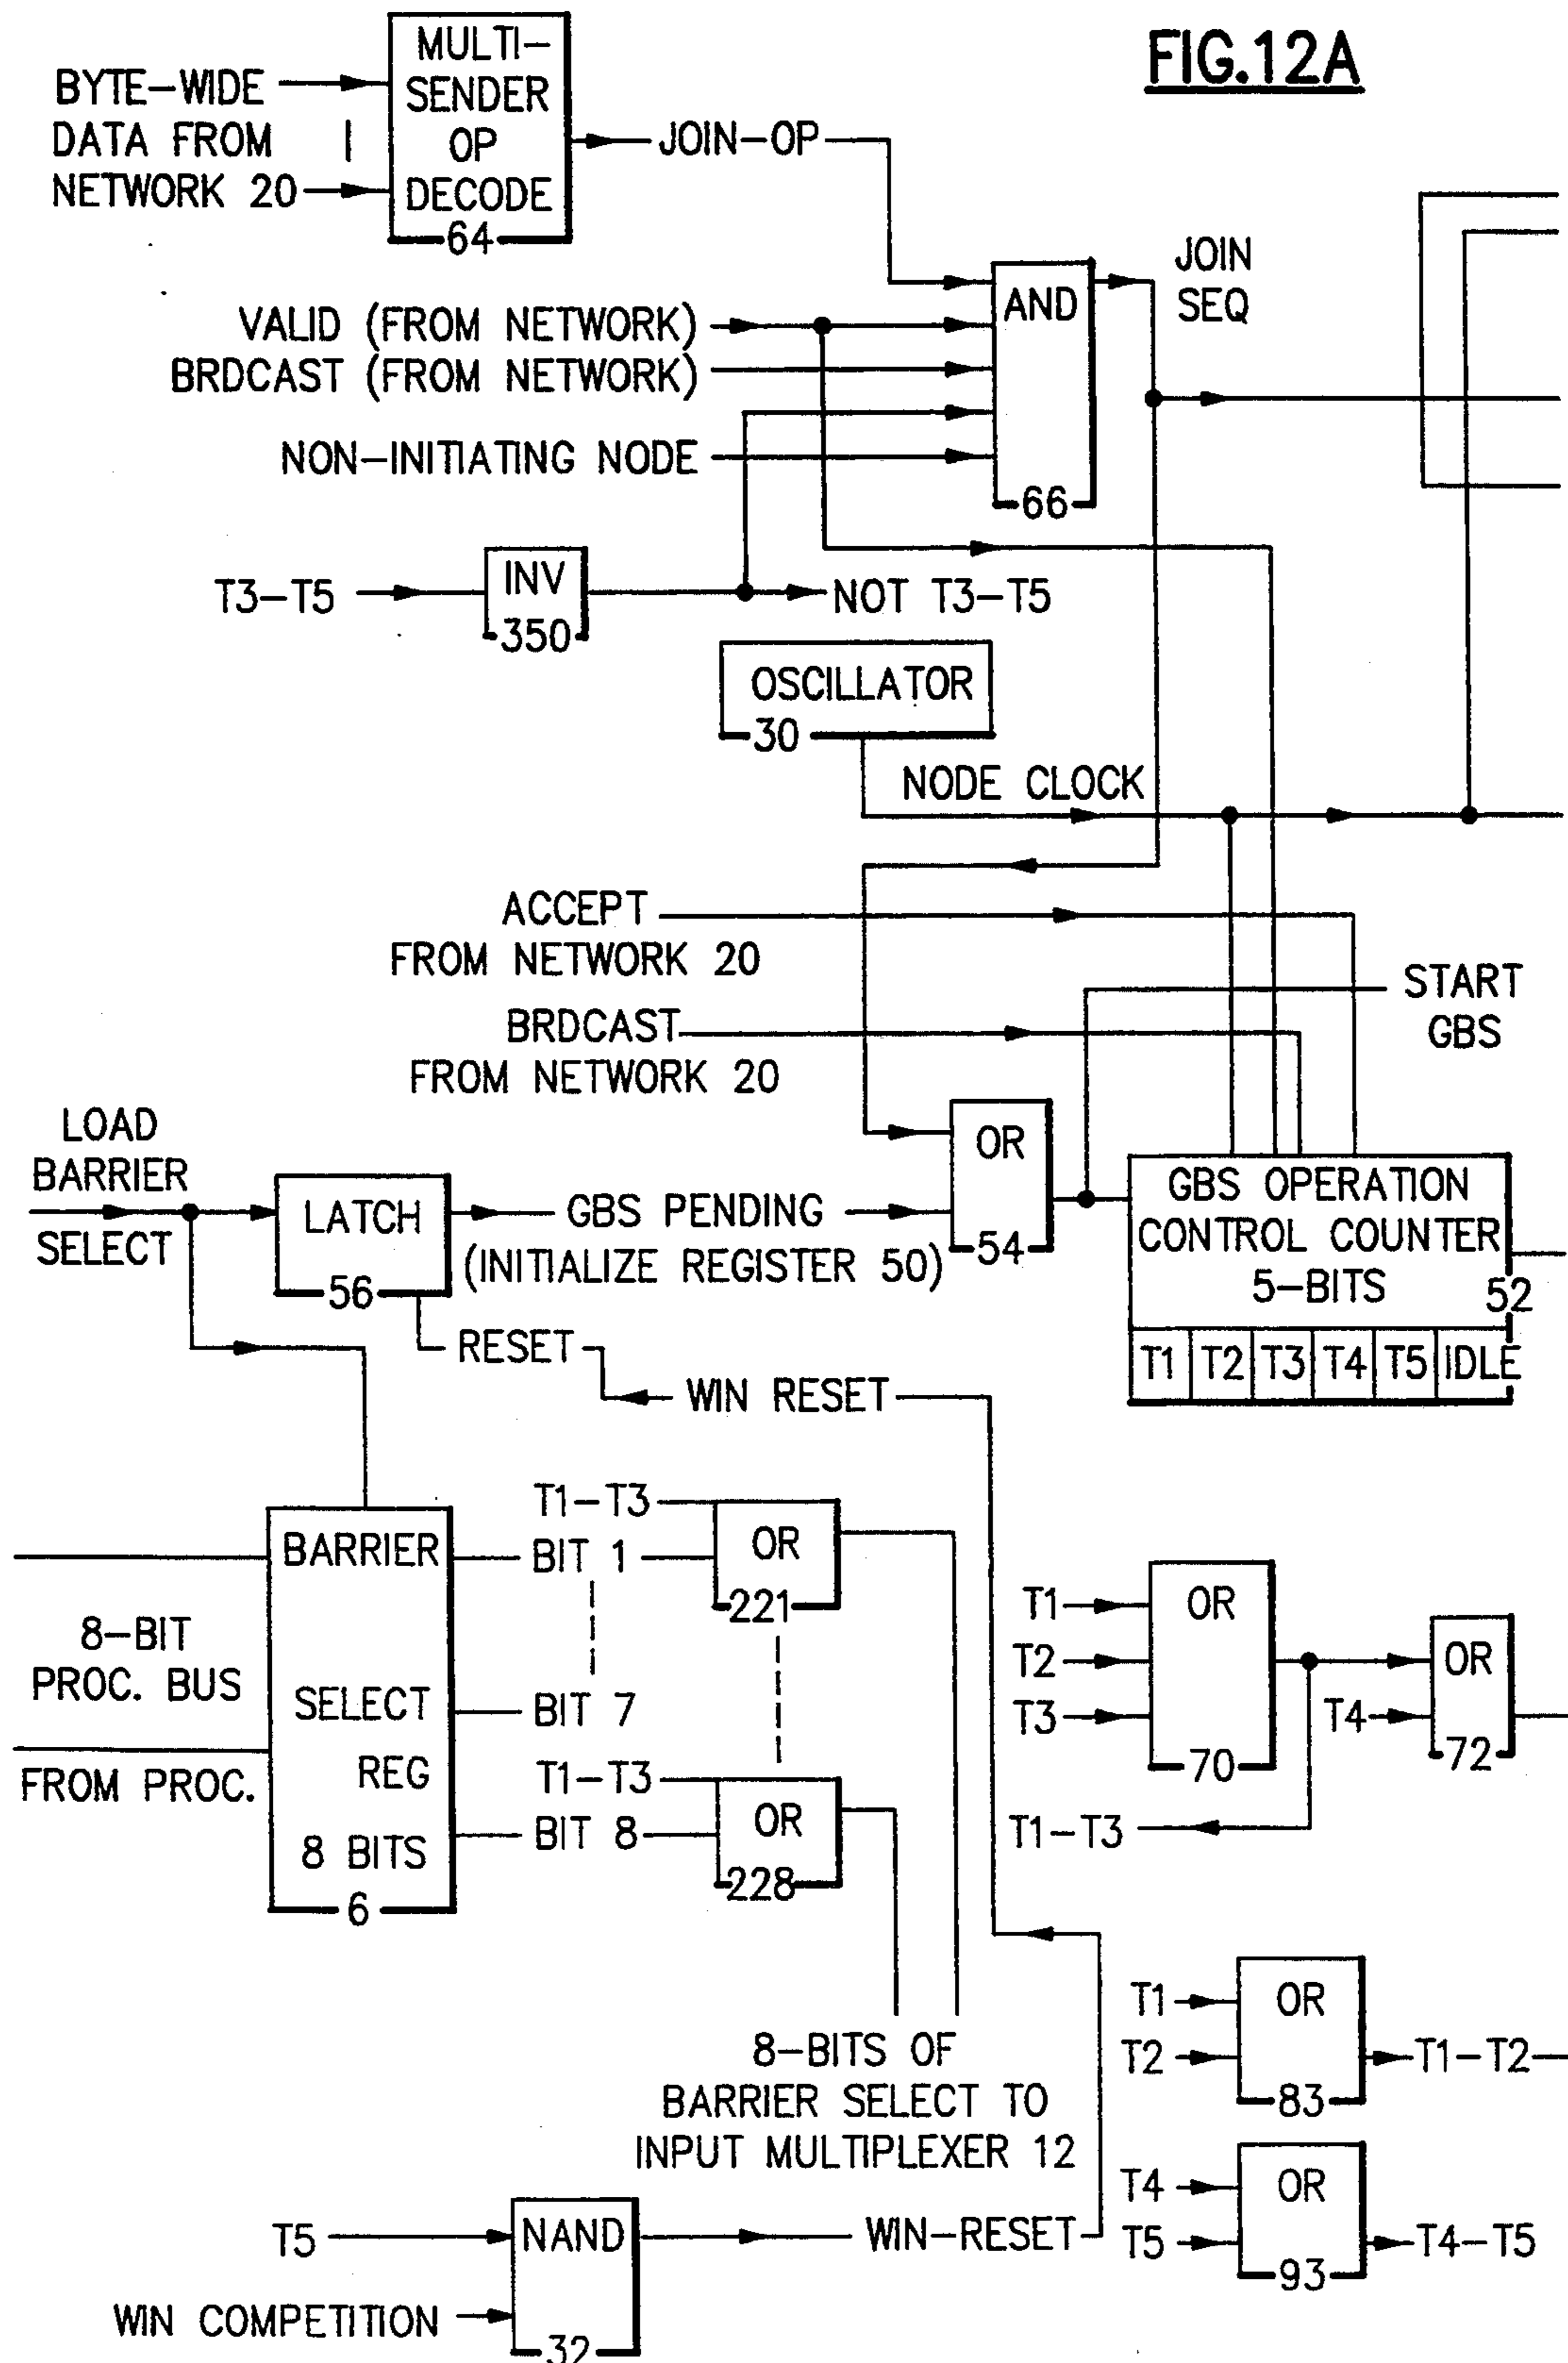 FIG.12A
MULTI-
SENDER
OP
DECODE
64
BYTE-WIDE
DATA FROM
NETWORK 20
JOIN-OP
JOIN
SEQ
AND
66
VALID (FROM NETWORK)
BRDCAST (FROM NETWORK)
NON-INITIATING NODE
T3-T5
INV
350
NOT T3-T5
OSCILLATOR
30
NODE CLOCK
ACCEPT
FROM NETWORK 20
START
GBS
BRDCAST
FROM NETWORK 20
LOAD
BARRIER
SELECT
LATCH
56
GBS PENDING
(INITIALIZE REGISTER 50)
OR
54
GBS OPERATION
CONTROL COUNTER
5-BITS
52
T1 T2 T3 T4 T5 IDLE
RESET
WIN RESET
BARRIER
SELECT
REG
8 BITS
6
8-BIT
PROC. BUS
FROM PROC.
T1-T3
BIT 1
OR
221
BIT 7
T1-T3
BIT 8
OR
228
T1
T2
T3
OR
70
T4
OR
72
T1-T3
8-BITS OF
BARRIER SELECT TO
INPUT MULTIPLEXER 12
T1
T2
OR
83
T1-T2
T4
T5
OR
93
T4-T5
T5
WIN COMPETITION
NAND
32
WIN-RESET